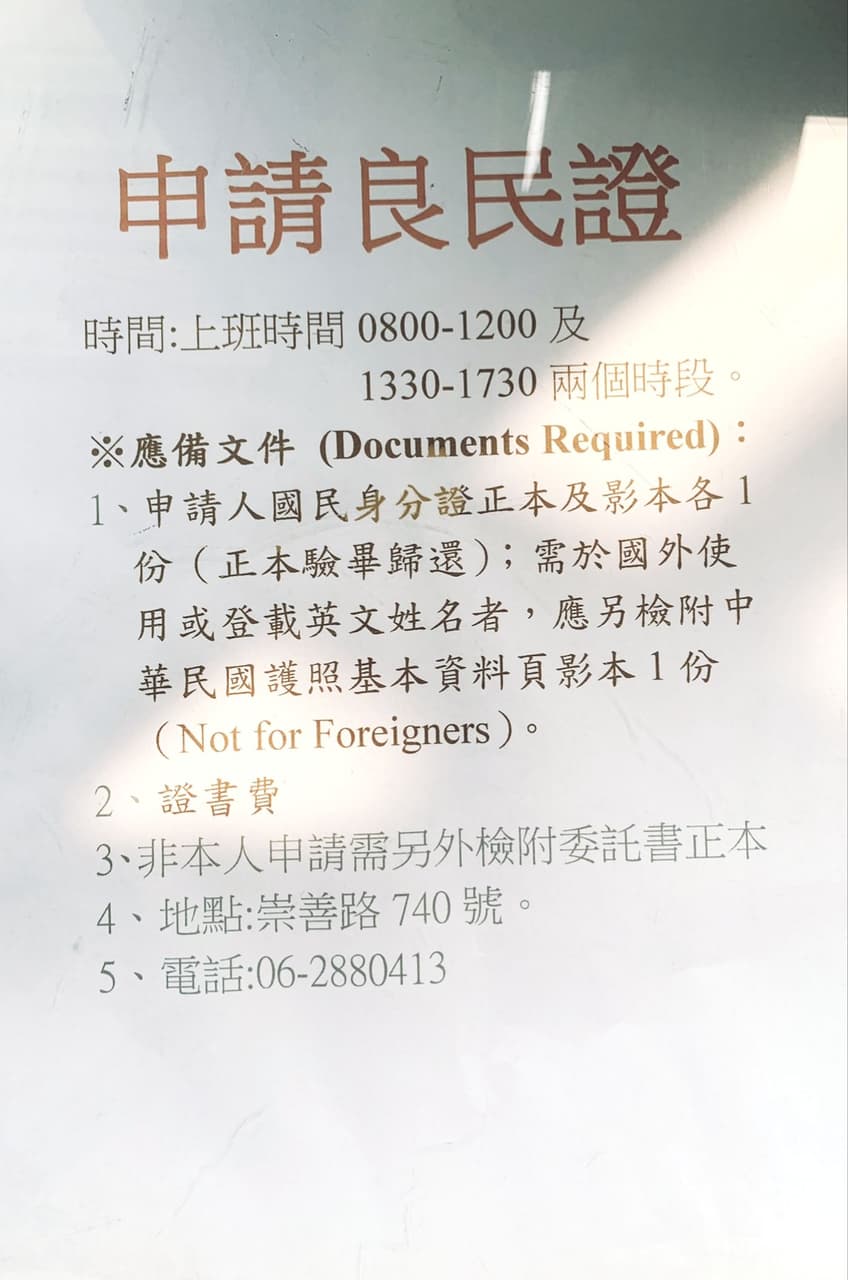 申請良民證
時間:上班時間 0800-1200 及
1330-1730 兩個時段。
※應備文件 (Documents Required)：
1、申請人國民身分證正本及影本各 1
份（正本驗畢歸還）；需於國外使
用或登載英文姓名者，應另檢附中
華民國護照基本資料頁影本 1 份
（Not for Foreigners）。
2、證書費
3、非本人申請需另外檢附委託書正本
4、地點:崇善路 740 號。
5、電話:06-2880413